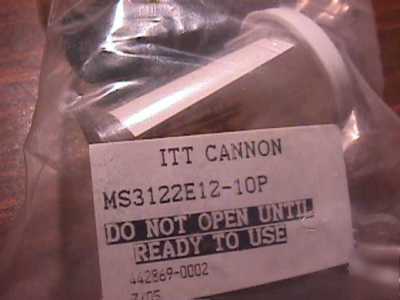 ITT CANNON
MS3122E12-10P
DO NOT OPEN UNTIL
READY TO USE
442869-0002